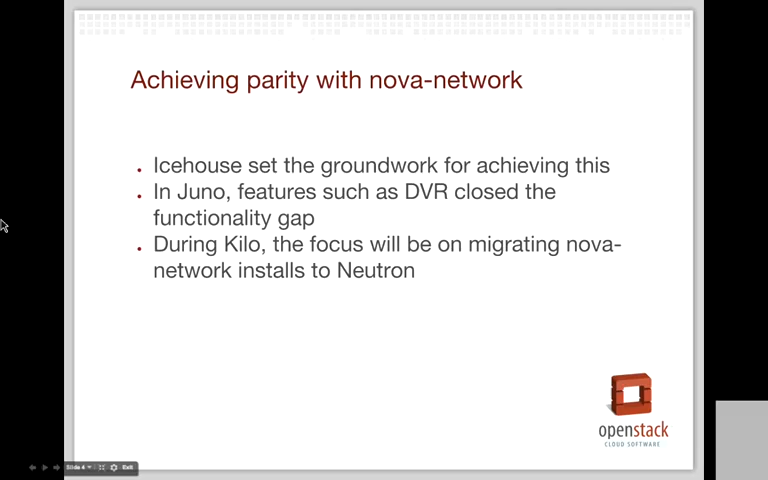 Achieving parity with nova-network
Icehouse set the groundwork for achieving this
In Juno, features such as DVR closed the
functionality gap
During Kilo, the focus will be on migrating nova-
network installs to Neutron
openstack
CLOUD SOFTWARE
Slide 4 Exit